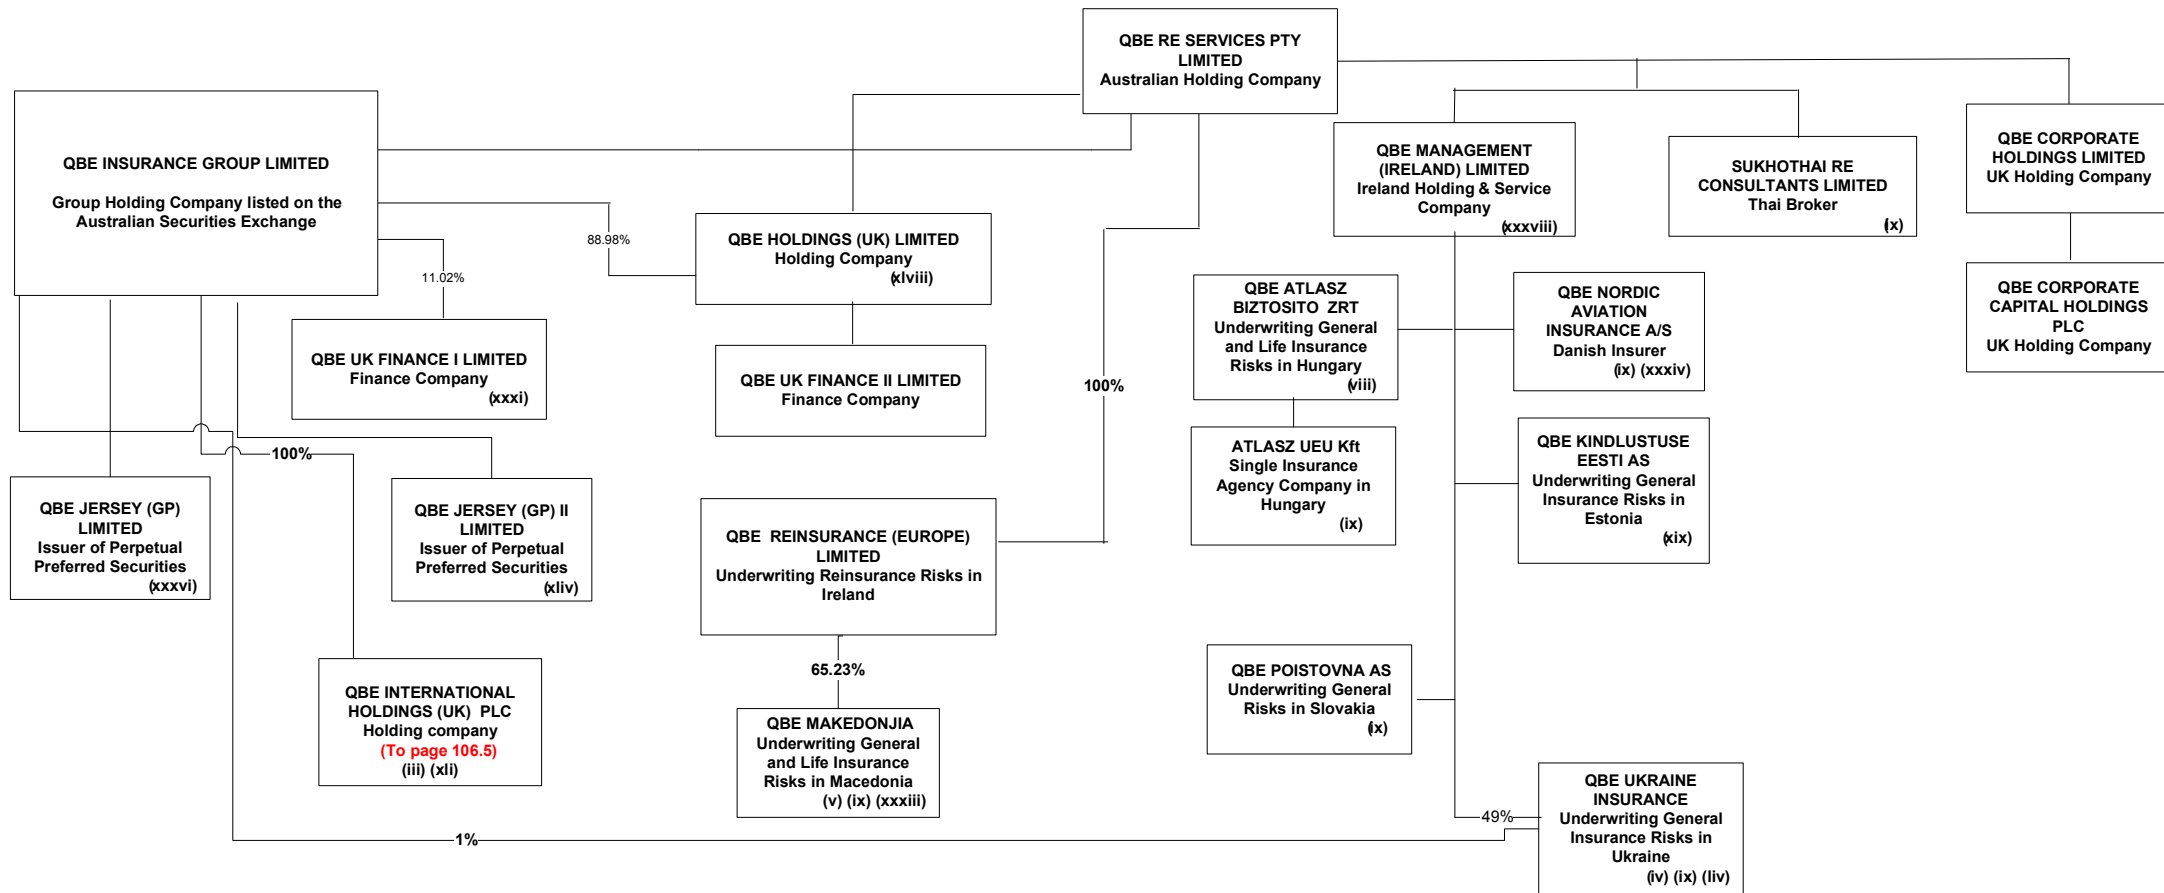 QBE RE SERVICES PTY
LIMITED
Australian Holding Company
QBE INSURANCE GROUP LIMITED
Group Holding Company listed on the
Australian Securities Exchange
QBE MANAGEMENT
(IRELAND) LIMITED
Ireland Holding & Service
Company
(xxxviii)
SUKHOTHAI RE
CONSULTANTS LIMITED
Thai Broker
(ix)
QBE CORPORATE
HOLDINGS LIMITED
UK Holding Company
88.98%
11.02%
QBE HOLDINGS (UK) LIMITED
Holding Company
(xlviii)
QBE ATLASZ
BIZTOSITO ZRT
Underwriting General
and Life Insurance
Risks in Hungary
(viii)
QBE NORDIC
AVIATION
INSURANCE A/S
Danish Insurer
(ix) (xxxiv)
QBE CORPORATE
CAPITAL HOLDINGS
PLC
UK Holding Company
QBE UK FINANCE I LIMITED
Finance Company
(xxxi)
QBE UK FINANCE II LIMITED
Finance Company
100%
100%
ATLASZ UEU Kft
Single Insurance
Agency Company in
Hungary
(ix)
QBE KINDLUSTUSE
EESTI AS
Underwriting General
Insurance Risks in
Estonia
(xix)
QBE JERSEY (GP)
LIMITED
Issuer of Perpetual
Preferred Securities
(xxxvi)
QBE JERSEY (GP) II
LIMITED
Issuer of Perpetual
Preferred Securities
(xliv)
QBE REINSURANCE (EUROPE)
LIMITED
Underwriting Reinsurance Risks in
Ireland
65.23%
QBE INTERNATIONAL
HOLDINGS (UK) PLC
Holding company
(To page 106.5)
(iii) (xli)
QBE MAKEDONJIA
Underwriting General
and Life Insurance
Risks in Macedonia
(v) (ix) (xxxiii)
QBE POISTOVNA AS
Underwriting General
Risks in Slovakia
(ix)
49%
1%
QBE UKRAINE
INSURANCE
Underwriting General
Insurance Risks in
Ukraine
(iv) (ix) (liv)